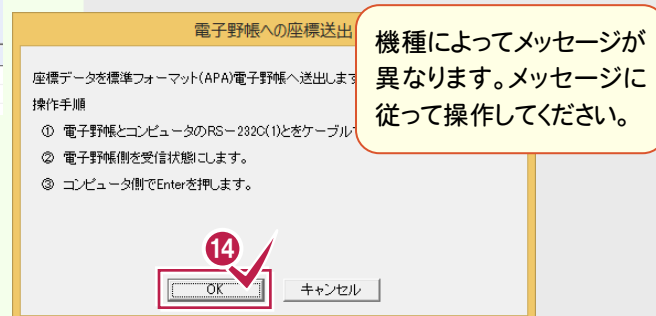 電子野帳への座標送出
機種によってメッセージが
異なります。メッセージに
従って操作してください。
座標データを標準フォーマット(APA)電子野帳へ送出します
操作手順
① 電子野帳とコンピュータのRS-232C(1)とをケーブルで
② 電子野帳側を受信状態にします。
③ コンピュータ側でEnterを押します。
14
OK
キャンセル